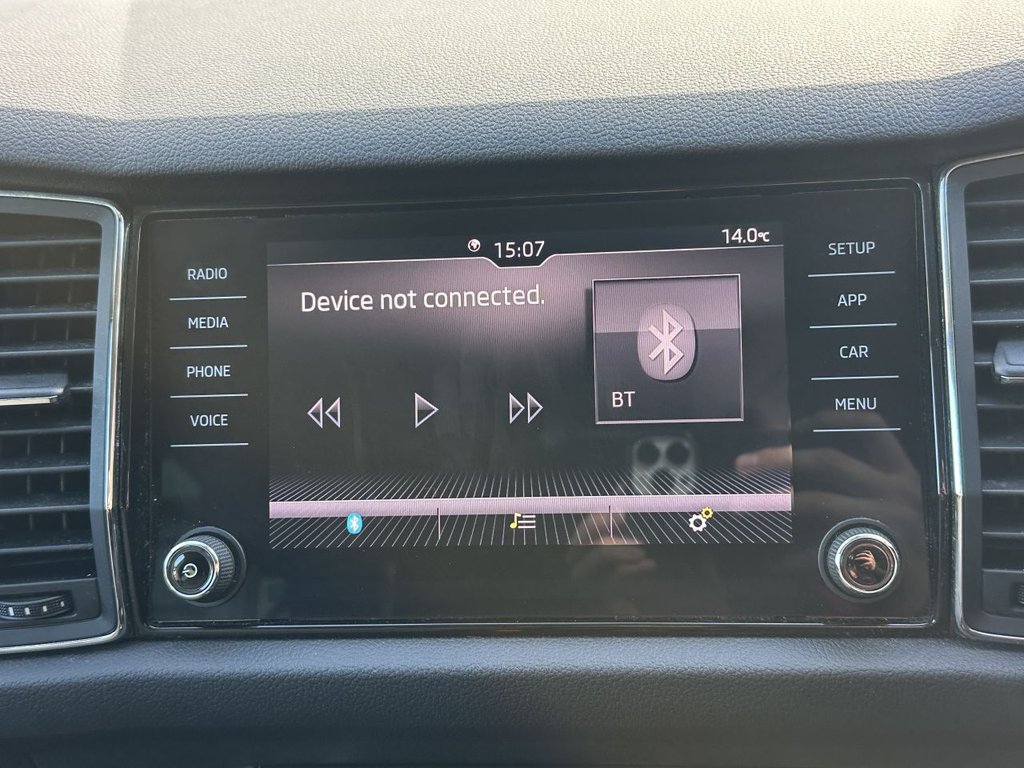 15:07
14.0°C
Device not connected.
BT
RADIO
MEDIA
PHONE
VOICE
SETUP
APP
CAR
MENU